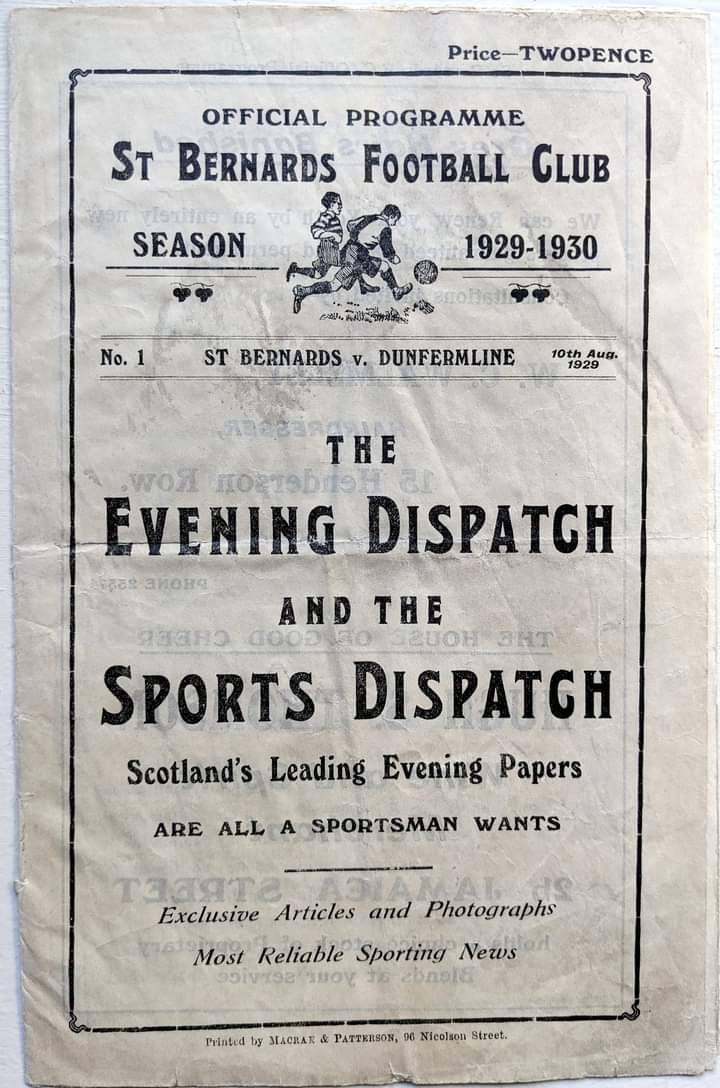 Price—TWOPENCE
OFFICIAL PROGRAMME
ST BERNARDS FOOTBALL CLUB
SEASON 1929-1930
No. 1 ST BERNARDS v. DUNFERMLINE 10th Aug. 1929
THE
EVENING DISPATCH
AND THE
SPORTS DISPATCH
Scotland's Leading Evening Papers
ARE ALL A SPORTSMAN WANTS
Exclusive Articles and Photographs
Most Reliable Sporting News
Printed by MACRAE & PATTERSON, 96 Nicolson Street.